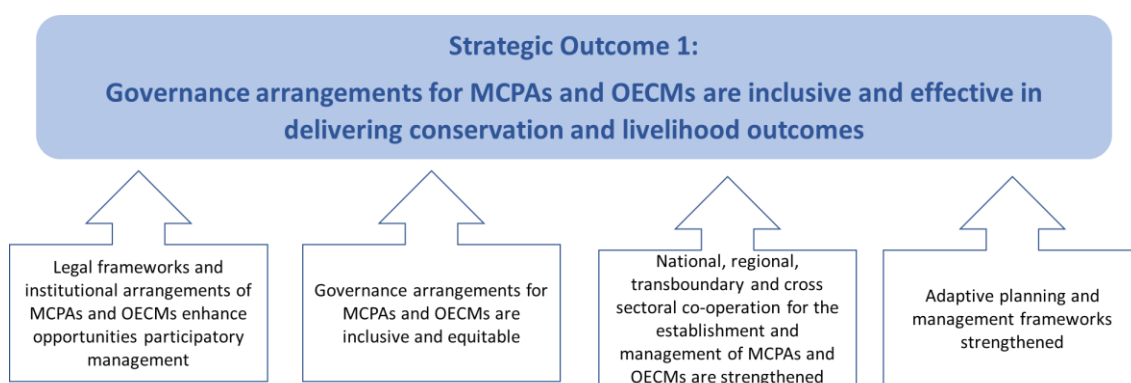 Strategic Outcome 1:
Governance arrangements for MCPAs and OECMs are inclusive and effective in
delivering conservation and livelihood outcomes
Legal frameworks and
institutional arrangements of
MCPAs and OECMs enhance
opportunities participatory
management
Governance arrangements for
MCPAs and OECMs are
inclusive and equitable
National, regional,
transboundary and cross
sectoral co-operation for the
establishment and
management of MCPAs and
OECMs are strengthened
Adaptive planning and
management frameworks
strengthened